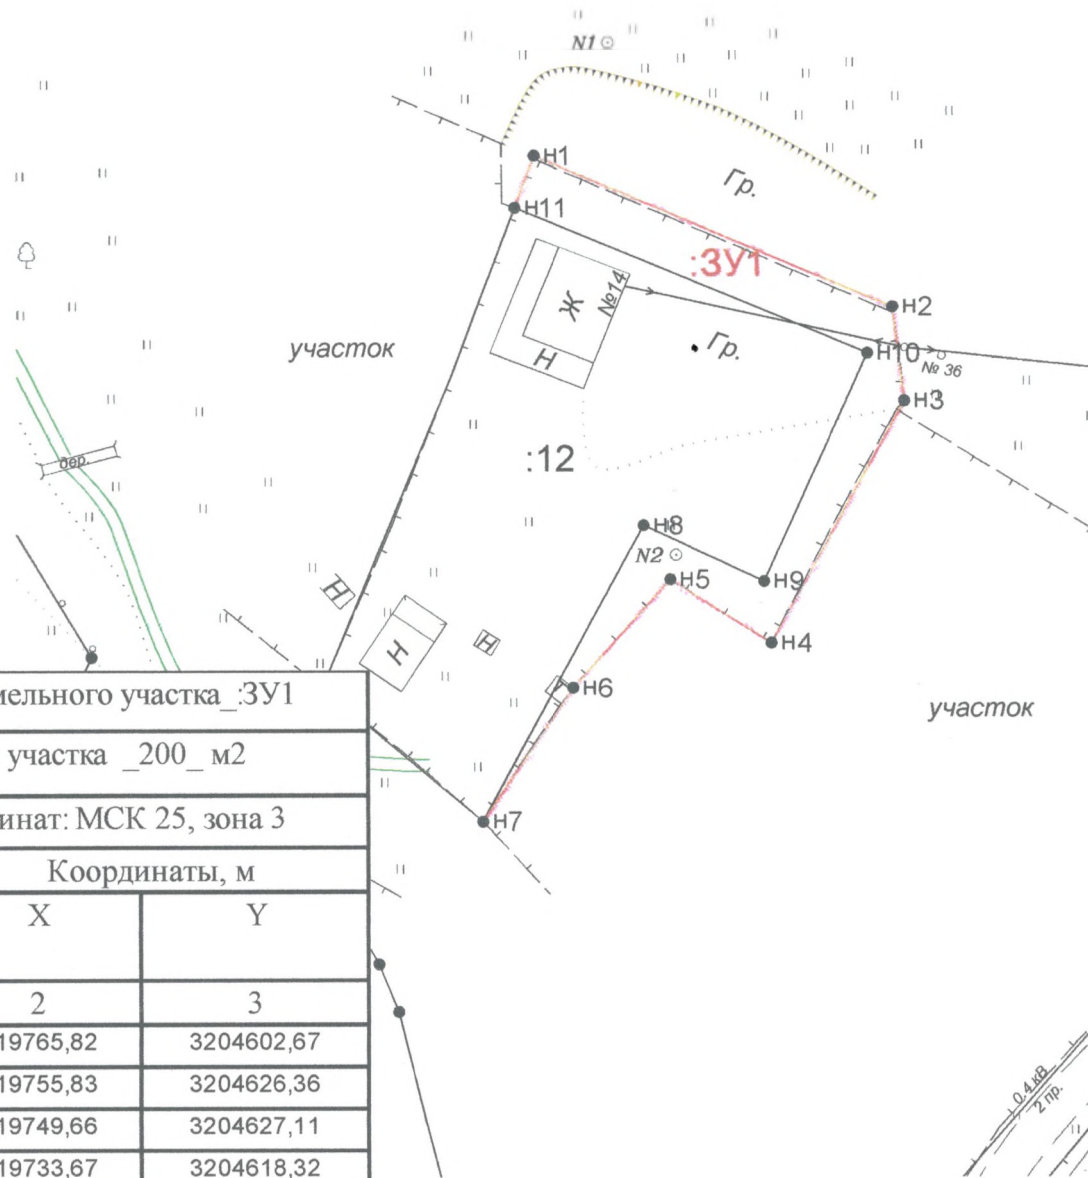 N1
н1
Гр.
н11
:ЗУ1
№14
Ж
н2
участок
Н
Гр.
н10
№ 36
н3
:12
бер.
н8
N2
н5
н9
Н
Н
Н
н4
н6
участок
мельного участка_:ЗУ1
участка _200_ м2
инат: МСК 25, зона 3
н7
Координаты, м
X Y
2 3
19765,82 3204602,67
19755,83 3204626,36
19749,66 3204627,11
19733,67 3204618,32
0.4 кВ
2 пр.